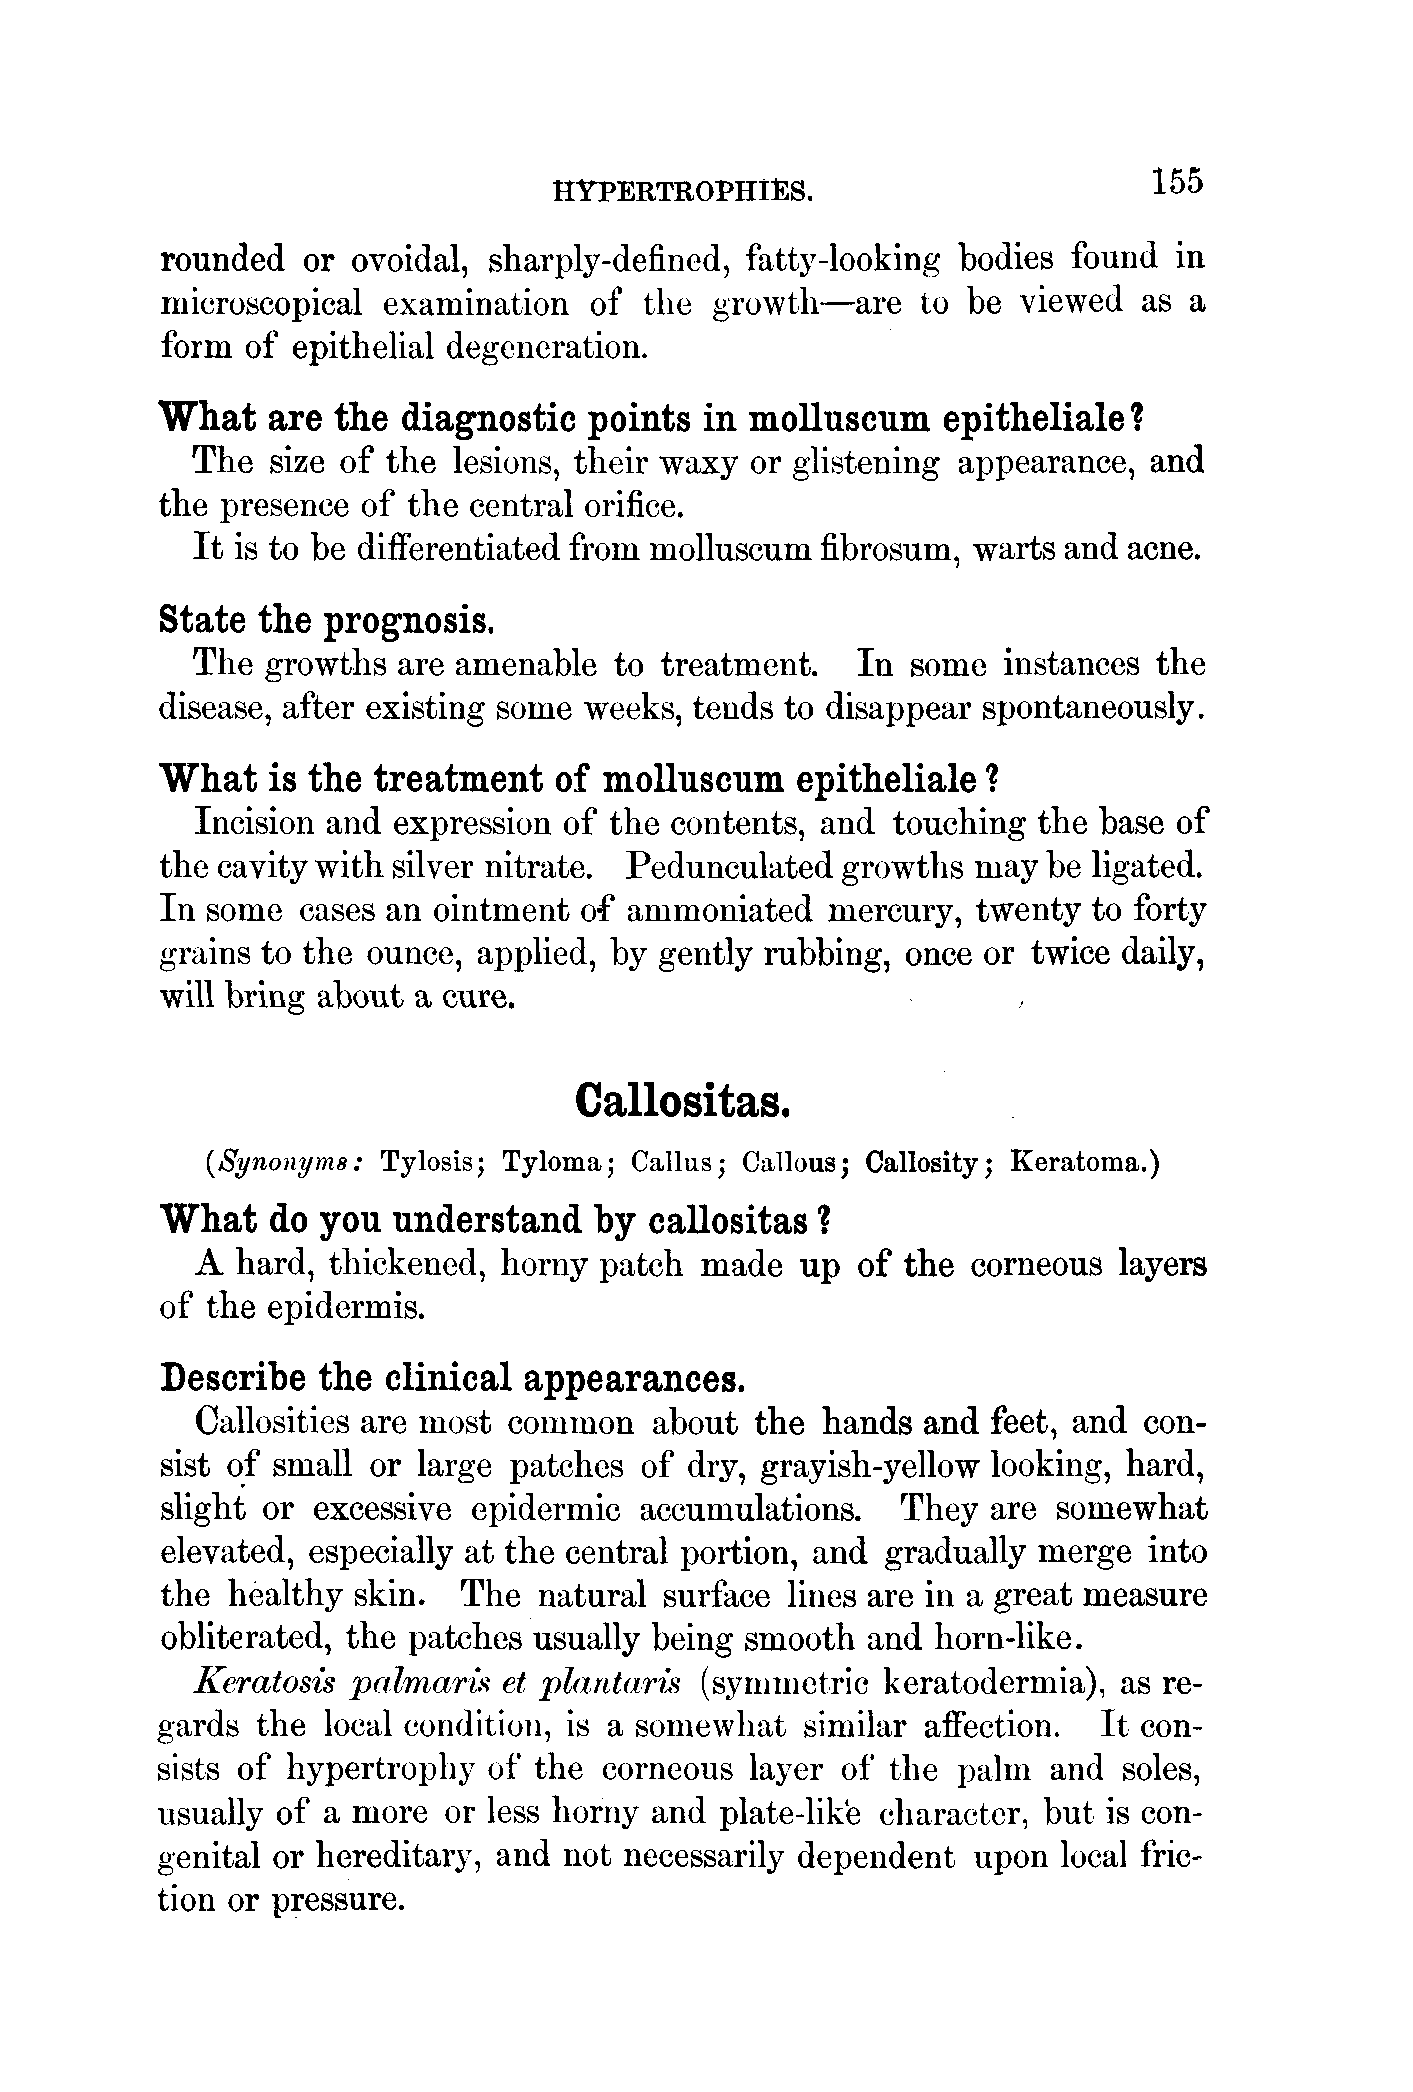 HYPERTROPHIES. 155
rounded or ovoidal, sharply-defined, fatty-looking bodies found in
microscopical examination of the growth—are to be viewed as a
form of epithelial degeneration.
What are the diagnostic points in molluscum epitheliale?
The size of the lesions, their waxy or glistening appearance, and
the presence of the central orifice.
It is to be differentiated from molluscum fibrosum, warts and acne.
State the prognosis.
The growths are amenable to treatment. In some instances the
disease, after existing some weeks, tends to disappear spontaneously.
What is the treatment of molluscum epitheliale?
Incision and expression of the contents, and touching the base of
the cavity with silver nitrate. Pedunculated growths may be ligated.
In some cases an ointment of ammoniated mercury, twenty to forty
grains to the ounce, applied, by gently rubbing, once or twice daily,
will bring about a cure.
Callositas.
(Synonyms: Tylosis; Tyloma; Callus; Callous; Callosity; Keratoma.)
What do you understand by callositas?
A hard, thickened, horny patch made up of the corneous layers
of the epidermis.
Describe the clinical appearances.
Callosities are most common about the hands and feet, and con-
sist of small or large patches of dry, grayish-yellow looking, hard,
slight or excessive epidermic accumulations. They are somewhat
elevated, especially at the central portion, and gradually merge into
the healthy skin. The natural surface lines are in a great measure
obliterated, the patches usually being smooth and horn-like.
Keratosis palmaris et plantaris (symmetric keratodermia), as re-
gards the local condition, is a somewhat similar affection. It con-
sists of hypertrophy of the corneous layer of the palm and soles,
usually of a more or less horny and plate-like character, but is con-
genital or hereditary, and not necessarily dependent upon local fric-
tion or pressure.